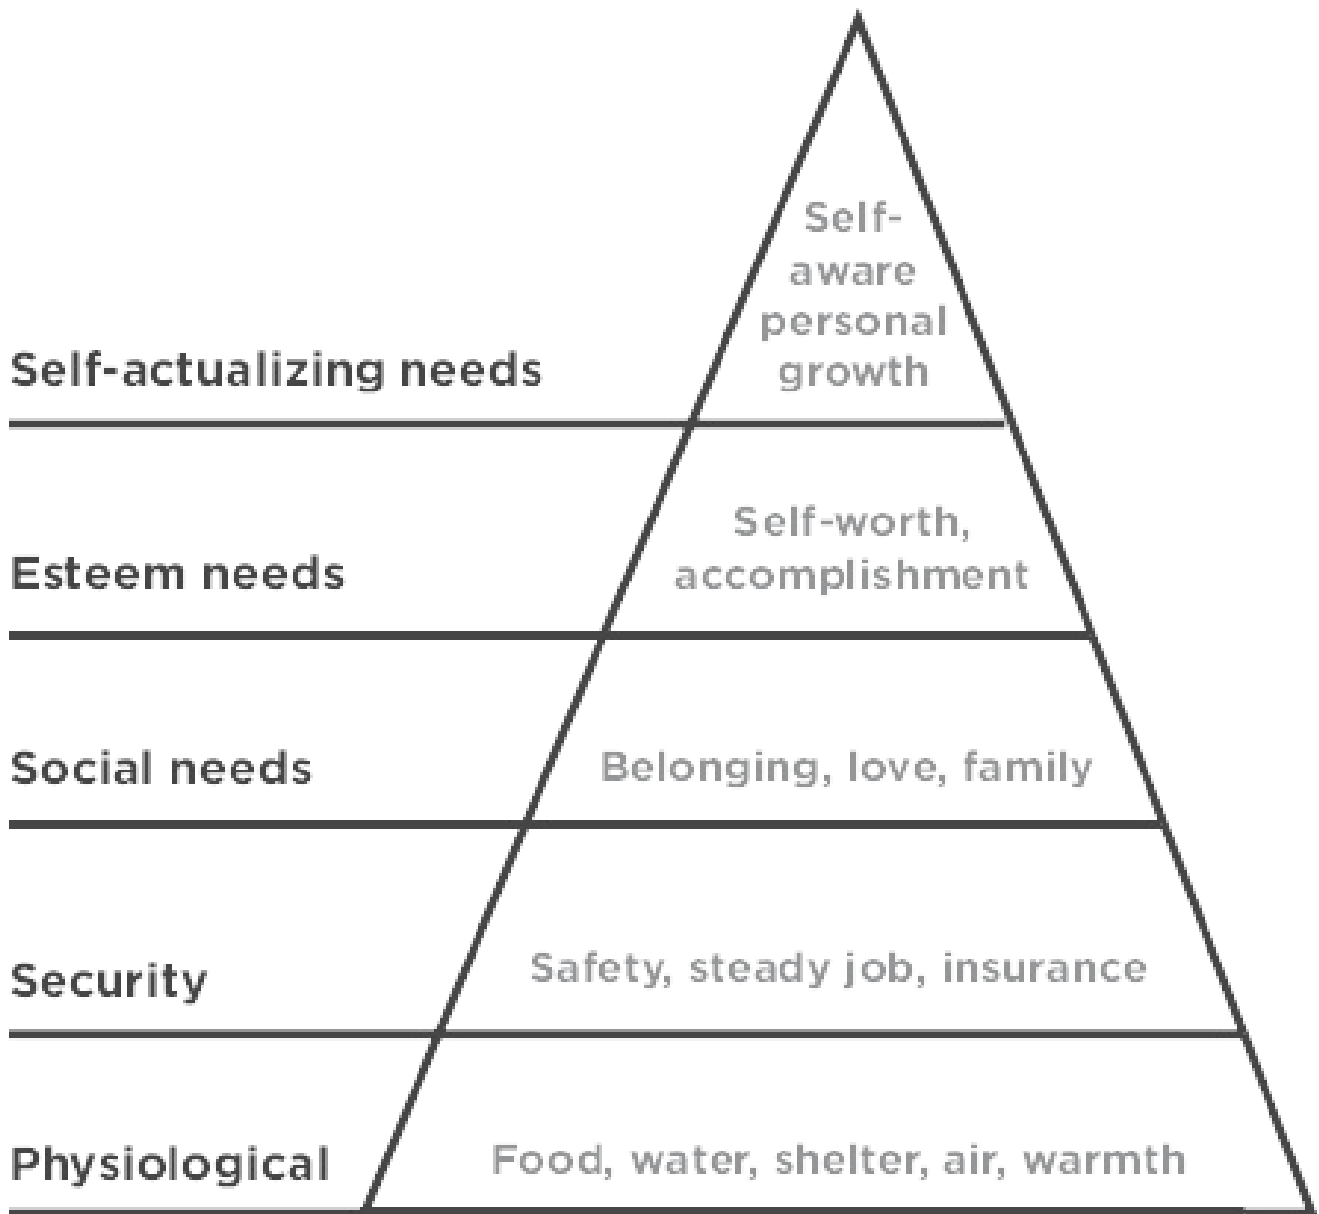 Self-
aware
personal
growth
Self-actualizing needs
Self-worth,
accomplishment
Esteem needs
Social needs
Belonging, love, family
Security
Safety, steady job, insurance
Physiological
Food, water, shelter, air, warmth